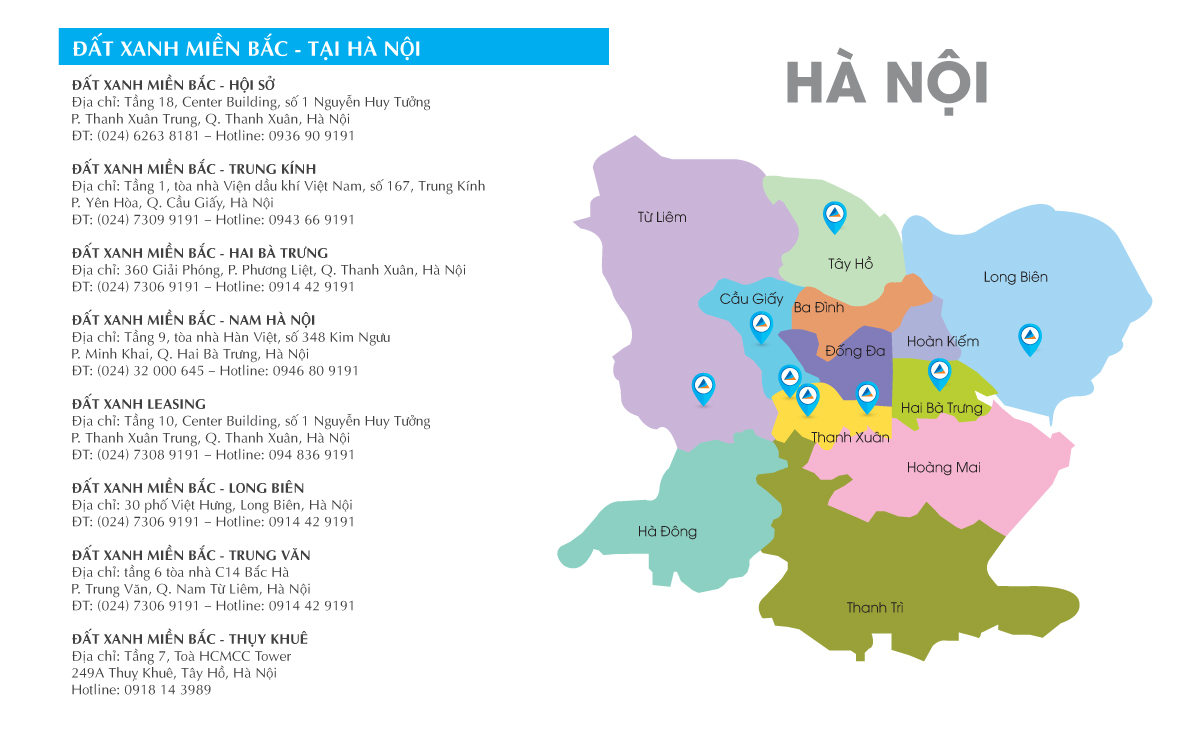 ĐẤT XANH MIỀN BẮC - TẠI HÀ NỘI
ĐẤT XANH MIỀN BẮC - HỘI SỞ
Địa chỉ: Tầng 18, Center Building, số 1 Nguyễn Huy Tưởng
P. Thanh Xuân Trung, Q. Thanh Xuân, Hà Nội
ĐT: (024) 6263 8181 – Hotline: 0936 90 9191
ĐẤT XANH MIỀN BẮC - TRUNG KÍNH
Địa chỉ: Tầng 1, tòa nhà Viện dầu khí Việt Nam, số 167, Trung Kính
P. Yên Hòa, Q. Cầu Giấy, Hà Nội
ĐT: (024) 7309 9191 – Hotline: 0943 66 9191
ĐẤT XANH MIỀN BẮC - HAI BÀ TRƯNG
Địa chỉ: 360 Giải Phóng, P. Phương Liệt, Q. Thanh Xuân, Hà Nội
ĐT: (024) 7306 9191 – Hotline: 0914 42 9191
ĐẤT XANH MIỀN BẮC - NAM HÀ NỘI
Địa chỉ: Tầng 9, tòa nhà Hàn Việt, số 348 Kim Ngưu
P. Minh Khai, Q. Hai Bà Trưng, Hà Nội
ĐT: (024) 32 000 645 – Hotline: 0946 80 9191
ĐẤT XANH LEASING
Địa chỉ: Tầng 10, Center Building, số 1 Nguyễn Huy Tưởng
P. Thanh Xuân Trung, Q. Thanh Xuân, Hà Nội
ĐT: (024) 7308 9191 – Hotline: 094 836 9191
ĐẤT XANH MIỀN BẮC - LONG BIÊN
Địa chỉ: 30 phố Việt Hưng, Long Biên, Hà Nội
ĐT: (024) 7306 9191 – Hotline: 0914 42 9191
ĐẤT XANH MIỀN BẮC - TRUNG VĂN
Địa chỉ: tầng 6 tòa nhà C14 Bắc Hà
P. Trung Văn, Q. Nam Từ Liêm, Hà Nội
ĐT: (024) 7306 9191 – Hotline: 0914 42 9191
ĐẤT XANH MIỀN BẮC - THỤY KHUÊ
Địa chỉ: Tầng 7, Toà HCMCC Tower
249A Thuỵ Khuê, Tây Hồ, Hà Nội
Hotline: 0918 14 3989
HÀ NỘI
Từ Liêm
Tây Hồ
Long Biên
Cầu Giấy
Ba Đình
Hoàn Kiếm
Đống Đa
Hai Bà Trưng
Thanh Xuân
Hoàng Mai
Hà Đông
Thanh Trì